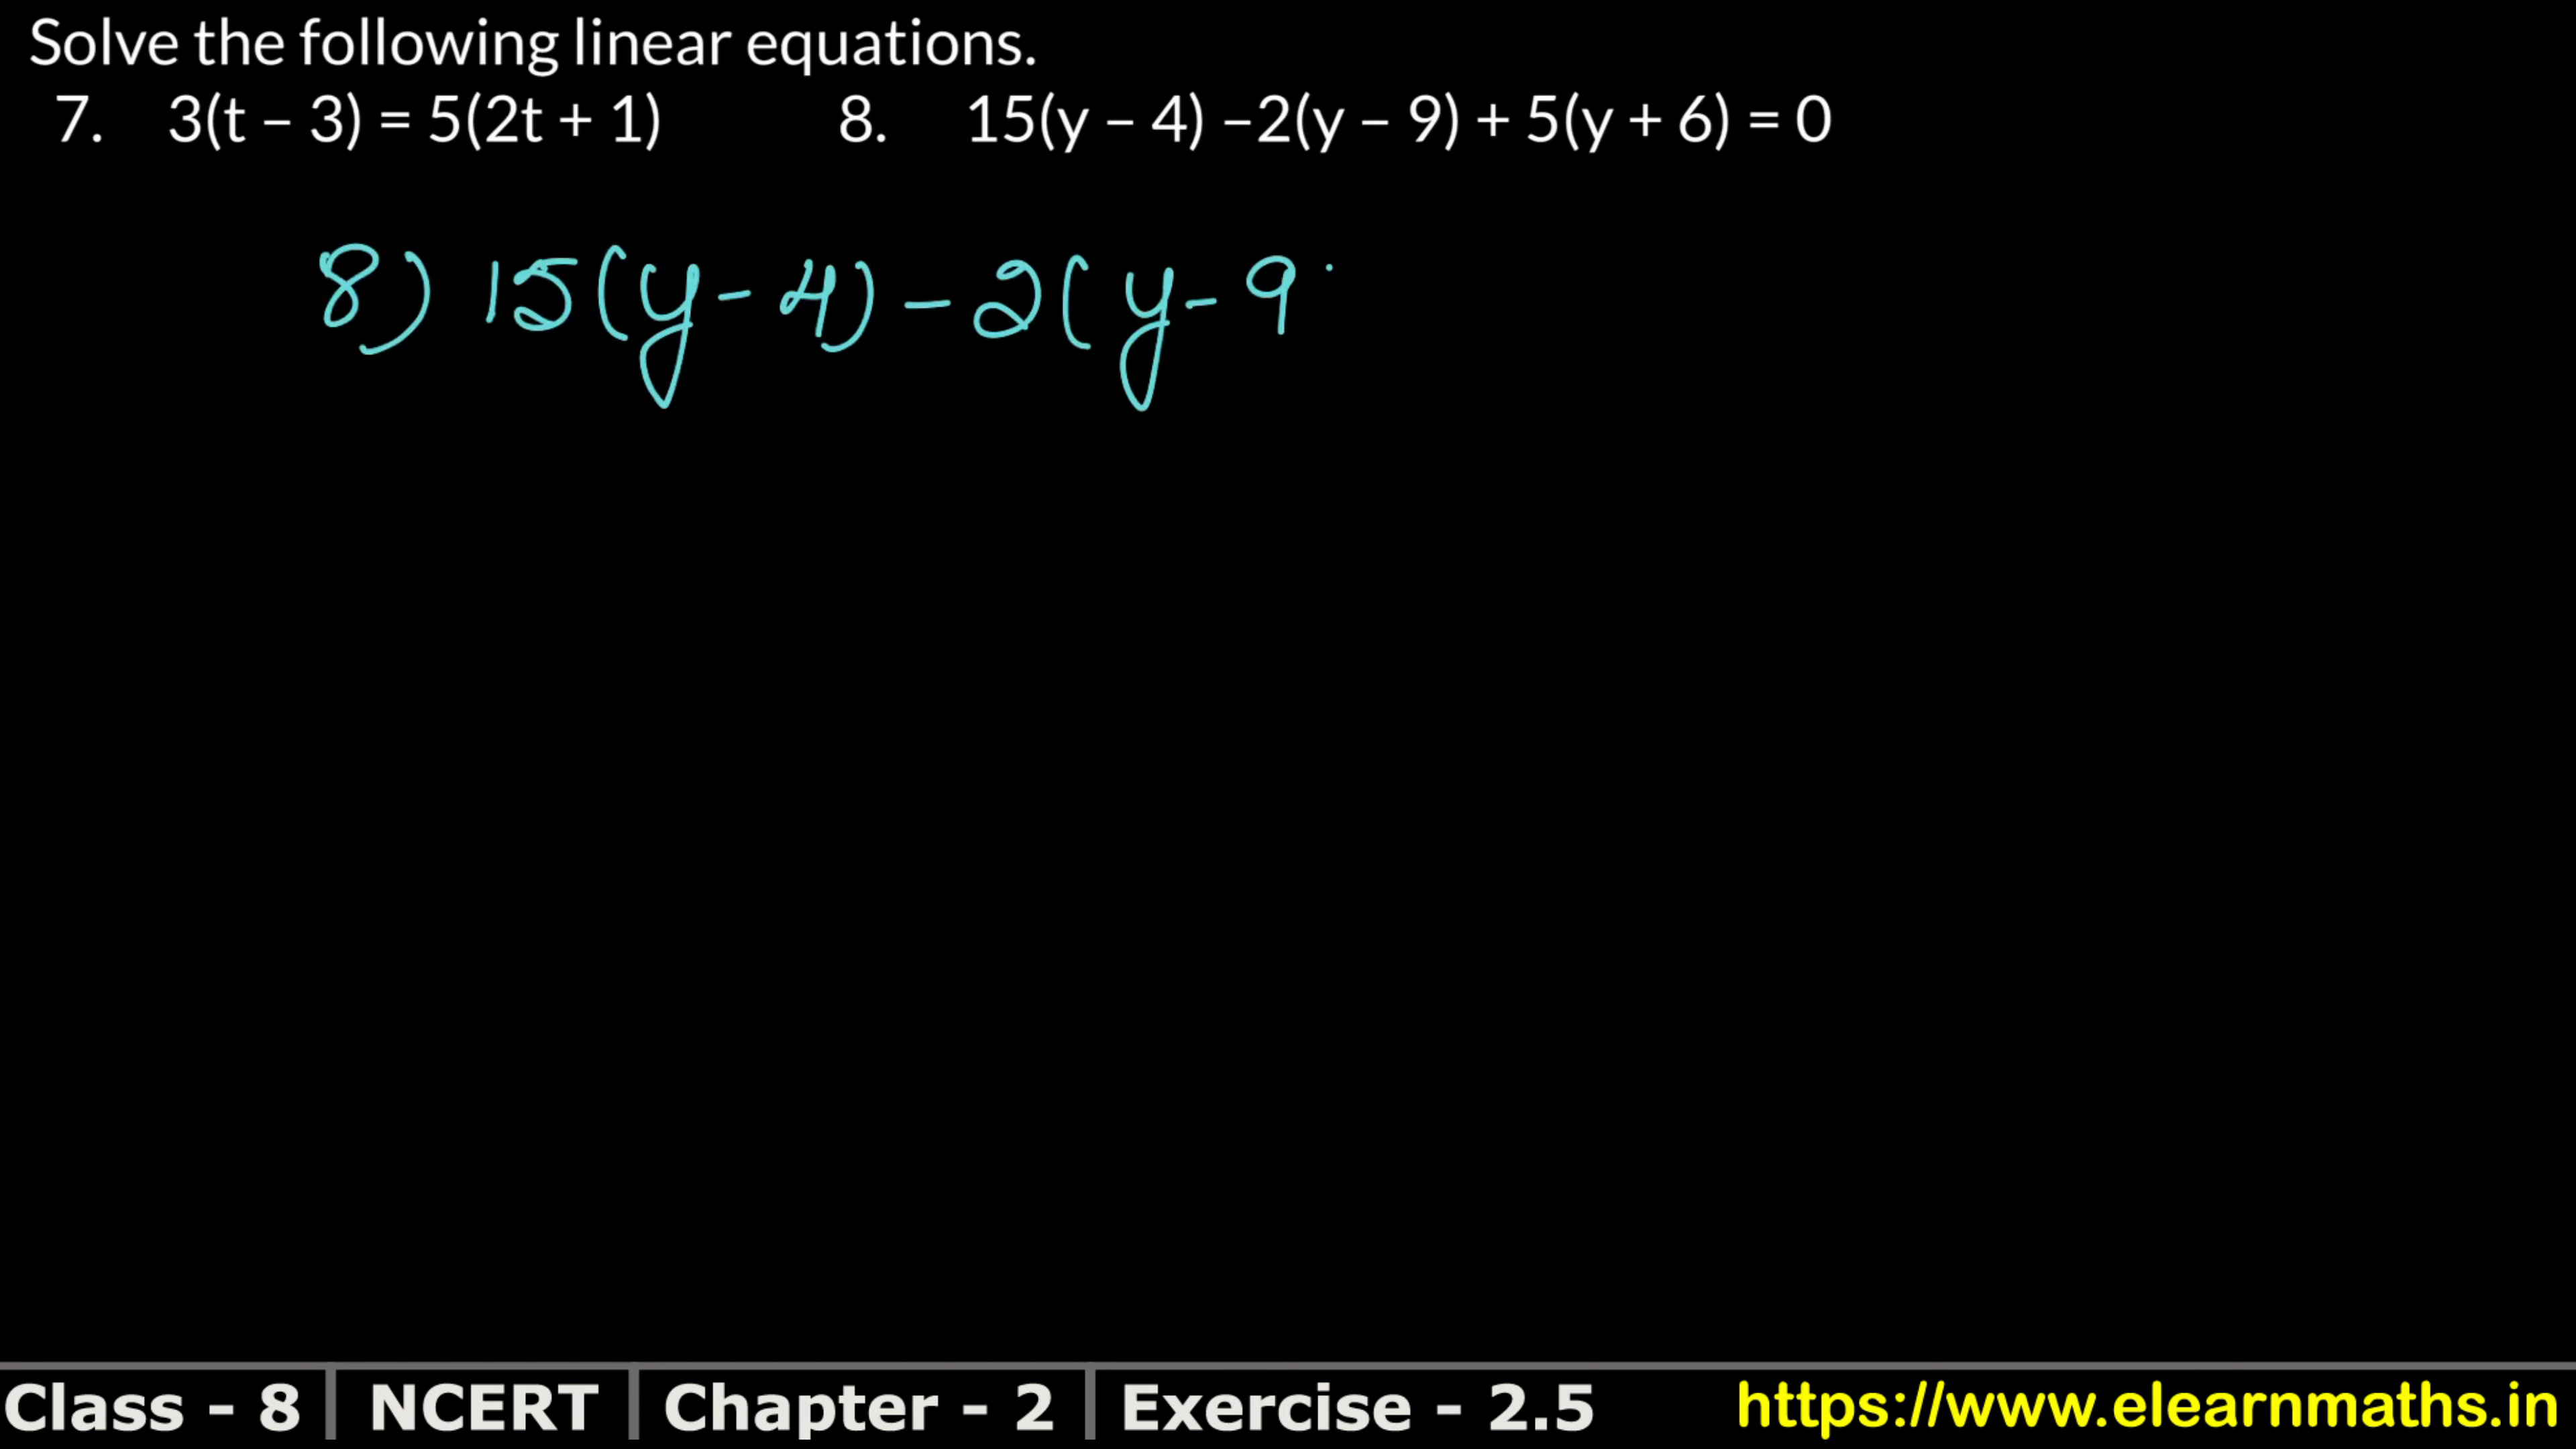 Solve the following linear equations.
7. 3(t – 3) = 5(2t + 1) 8. 15(y – 4) –2(y – 9) + 5(y + 6) = 0
8) 15(y - 4) - 2(y - 9
Class - 8 | NCERT | Chapter - 2 | Exercise - 2.5 https://www.elearnmaths.in